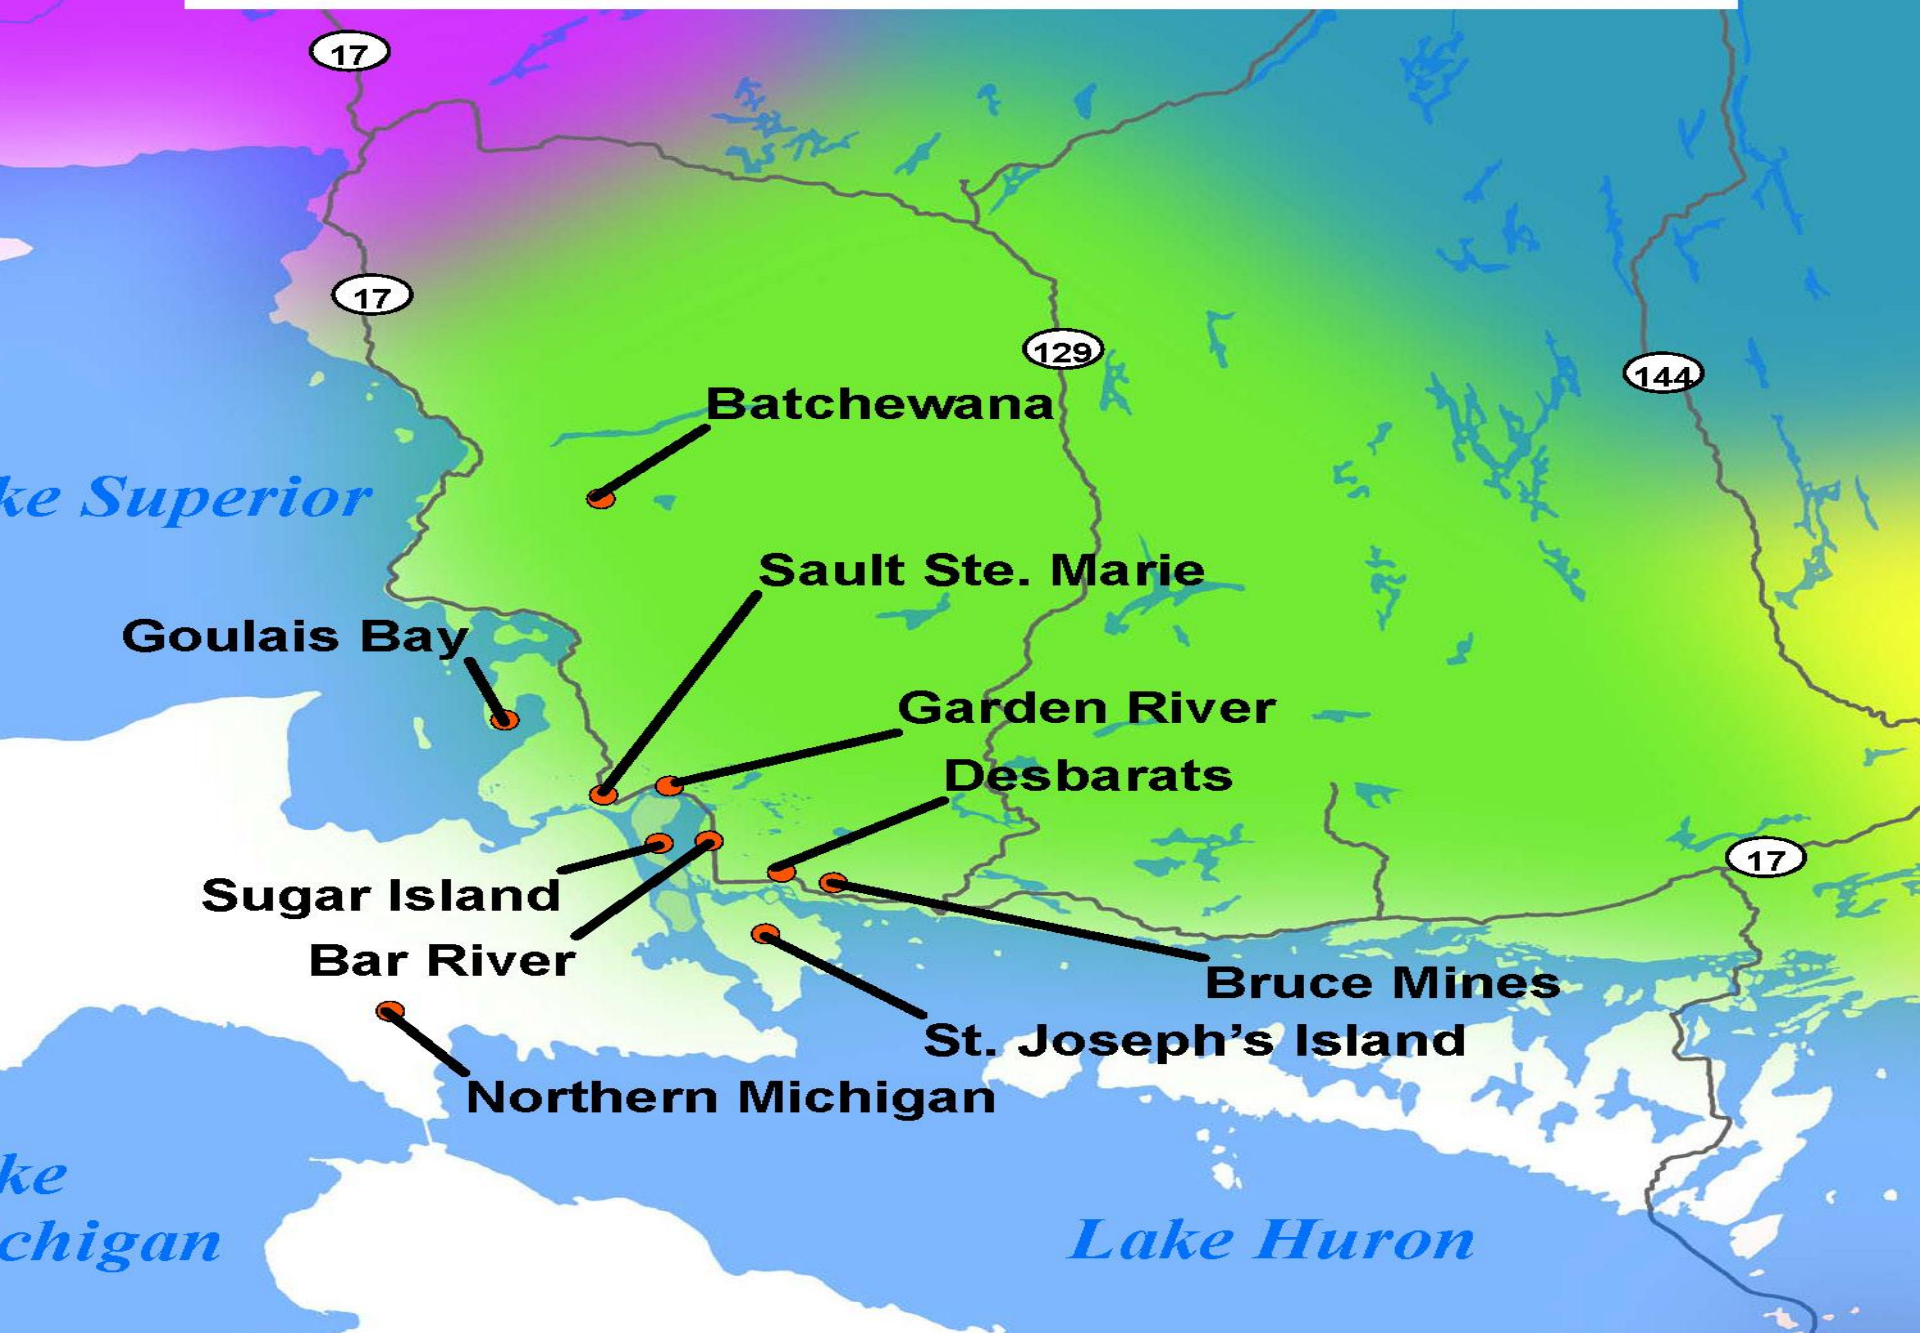 17
17
129
144
Batchewana
ke Superior
Sault Ste. Marie
Goulais Bay
Garden River
Desbarats
17
Sugar Island
Bar River
Bruce Mines
St. Joseph’s Island
Northern Michigan
ke
chigan
Lake Huron